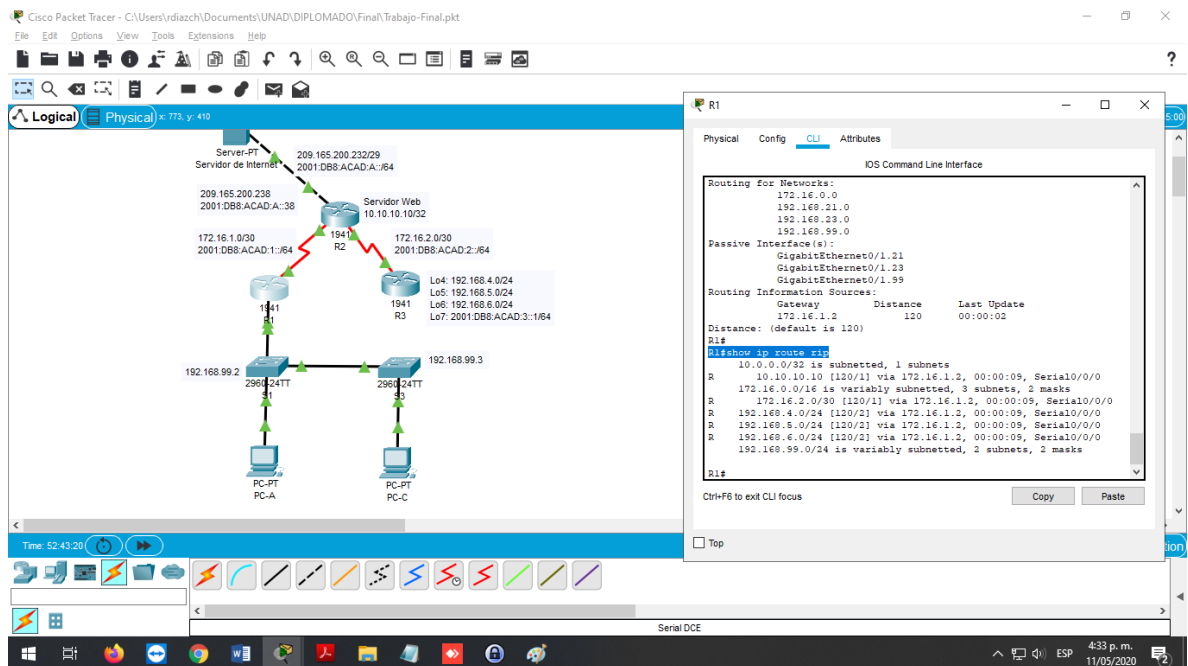 Cisco Packet Tracer - C:\Users\rdiazch\Documents\UNAD\DIPLOMADO\Final\Trabajo-Final.pkt
File Edit Options View Tools Extensions Help
Logical Physical x: 773, y: 410
5:00)
Server-PT
Servidor de Internet
209.165.200.232/29
2001:DB8:ACAD:A::/64
209.165.200.238
2001:DB8:ACAD:A::38
Servidor Web
10.10.10.10/32
1941
R2
172.16.1.0/30
2001:DB8:ACAD:1::/64
172.16.2.0/30
2001:DB8:ACAD:2::/64
1941
R1
1941
R3
Lo4: 192.168.4.0/24
Lo5: 192.168.5.0/24
Lo6: 192.168.6.0/24
Lo7: 2001:DB8:ACAD:3::1/64
192.168.99.2
2960-24TT
S1
192.168.99.3
2960-24TT
S3
PC-PT
PC-A
PC-PT
PC-C
R1
Physical Config CLI Attributes
IOS Command Line Interface
Routing for Networks:
172.16.0.0
192.168.21.0
192.168.23.0
192.168.99.0
Passive Interface(s):
GigabitEthernet0/1.21
GigabitEthernet0/1.23
GigabitEthernet0/1.99
Routing Information Sources:
Gateway Distance Last Update
172.16.1.2 120 00:00:02
Distance: (default is 120)
R1#
R1#show ip route rip
10.0.0.0/32 is subnetted, 1 subnets
R 10.10.10.10 [120/1] via 172.16.1.2, 00:00:09, Serial0/0/0
172.16.0.0/16 is variably subnetted, 3 subnets, 2 masks
R 172.16.2.0/30 [120/1] via 172.16.1.2, 00:00:09, Serial0/0/0
R 192.168.4.0/24 [120/2] via 172.16.1.2, 00:00:09, Serial0/0/0
R 192.168.5.0/24 [120/2] via 172.16.1.2, 00:00:09, Serial0/0/0
R 192.168.6.0/24 [120/2] via 172.16.1.2, 00:00:09, Serial0/0/0
192.168.99.0/24 is variably subnetted, 2 subnets, 2 masks
R1#
Ctrl+F6 to exit CLI focus
Copy Paste
Top
Time: 52:43:20
tion
Serial DCE
ESP
4:33 p. m.
11/05/2020
2